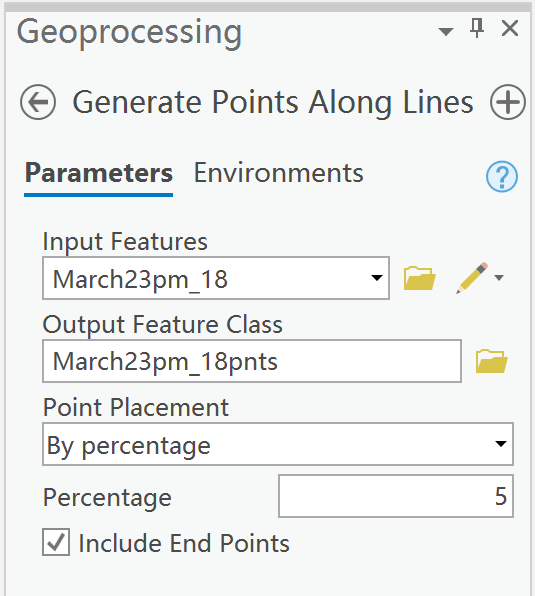 Geoprocessing
Generate Points Along Lines
Parameters Environments
?
Input Features
March23pm_18
Output Feature Class
March23pm_18pnts
Point Placement
By percentage
Percentage 5
Include End Points